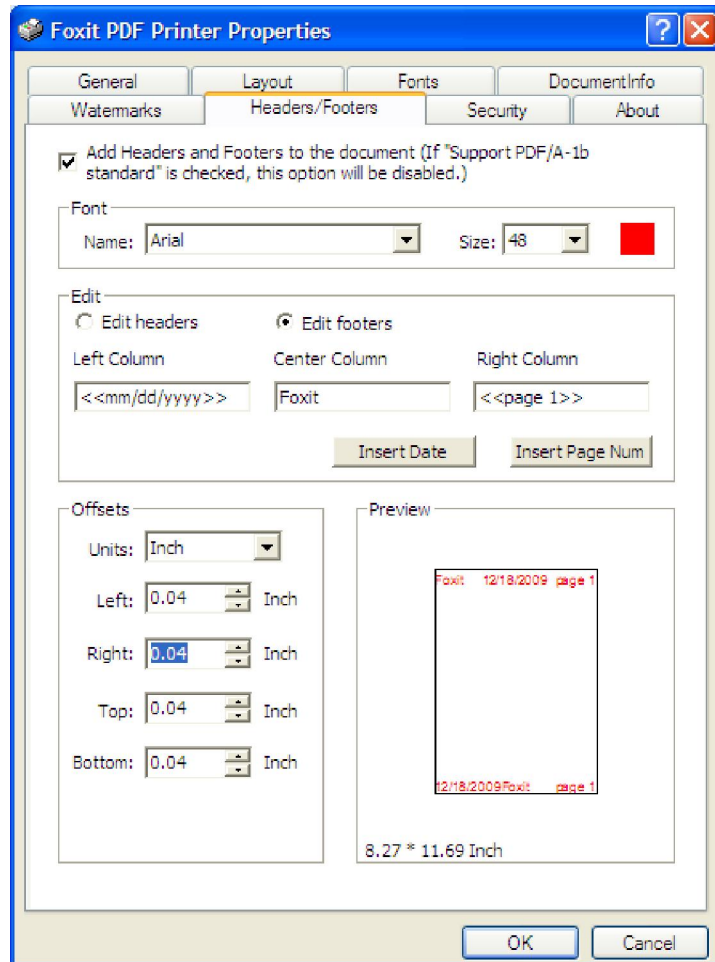 Foxit PDF Printer Properties
General Layout Fonts DocumentInfo
Watermarks Headers/Footers Security About
Add Headers and Footers to the document (If "Support PDF/A-1b
standard" is checked, this option will be disabled.)
Font
Name: Arial Size: 48
Edit
Edit headers Edit footers
Left Column Center Column Right Column
<<mm/dd/yyyy>> Foxit <<page 1>>
Insert Date Insert Page Num
Offsets
Units: Inch
Left: 0.04 Inch
Right: 0.04 Inch
Top: 0.04 Inch
Bottom: 0.04 Inch
Preview
Foxit 12/18/2009 page 1
12/18/2009Foxit page 1
8.27 * 11.69 Inch
OK Cancel